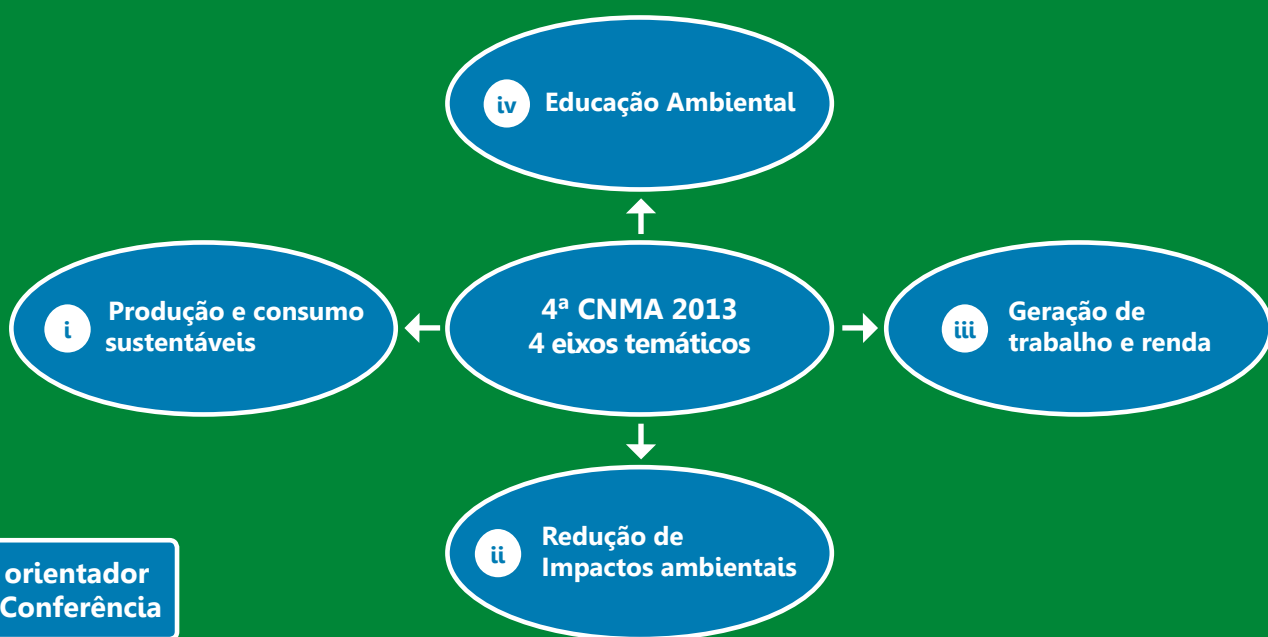 iv Educação Ambiental
i Produção e consumo
sustentáveis
4ª CNMA 2013
4 eixos temáticos
iii Geração de
trabalho e renda
ii Redução de
Impactos ambientais
orientador
Conferência